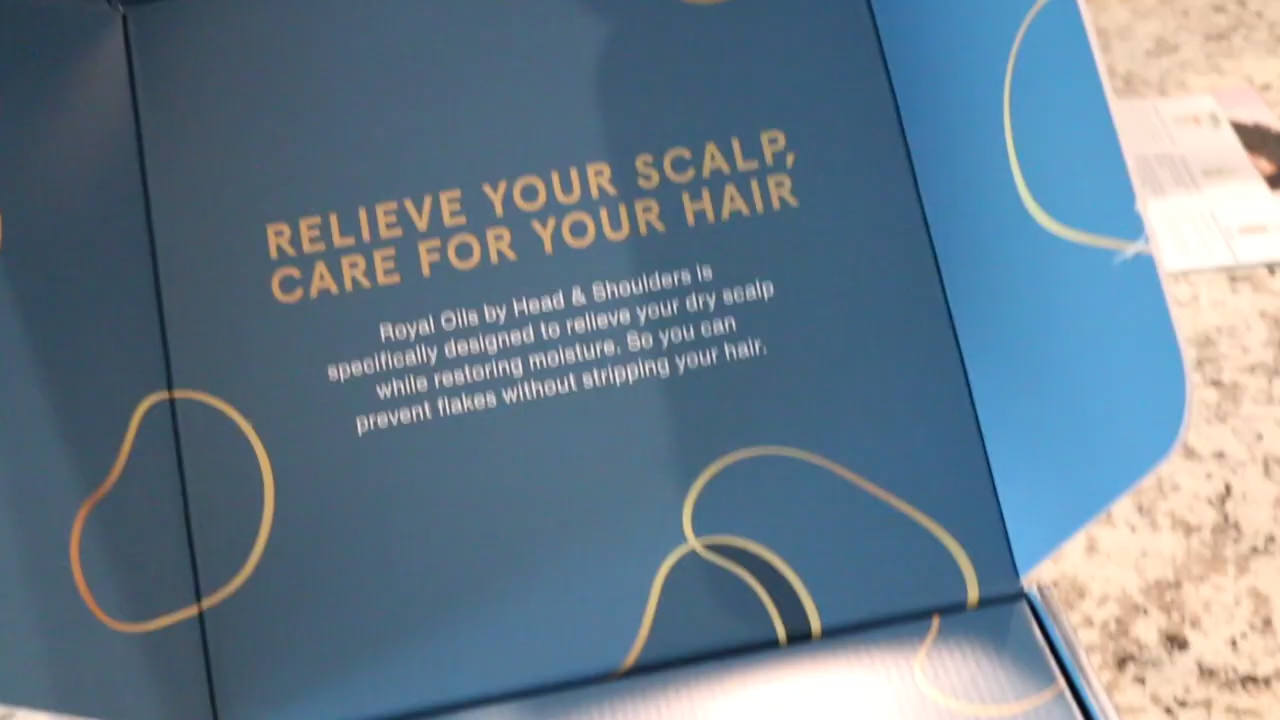 RELIEVE YOUR SCALP,
CARE FOR YOUR HAIR
Royal Oils by Head & Shoulders is
specifically designed to relieve your dry scalp
while restoring moisture. So you can
prevent flakes without stripping your hair.